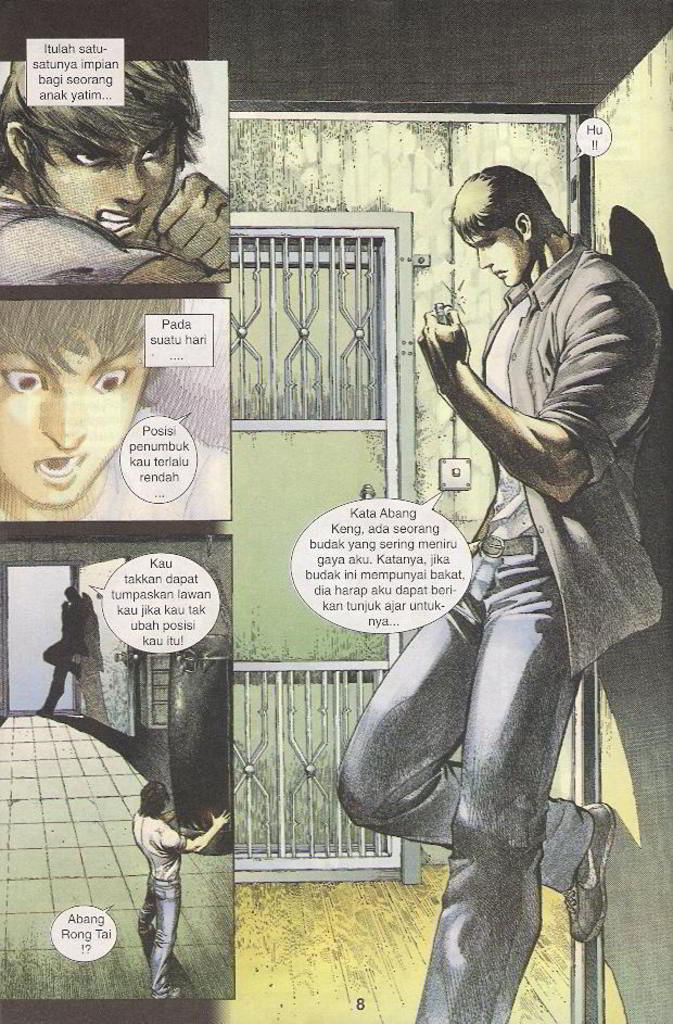 Itulah satu-
satunya impian
bagi seorang
anak yatim...
Pada
suatu hari
....
Posisi
penumbuk
kau terlalu
rendah
...
Kau
takkan dapat
tumpaskan lawan
kau jika kau tak
ubah posisi
kau itu!
Abang
Rong Tai
!?
Hu
!!
Kata Abang
Keng, ada seorang
budak yang sering meniru
gaya aku. Katanya, jika
budak ini mempunyai bakat,
dia harap aku dapat beri-
kan tunjuk ajar untuk-
nya...
8